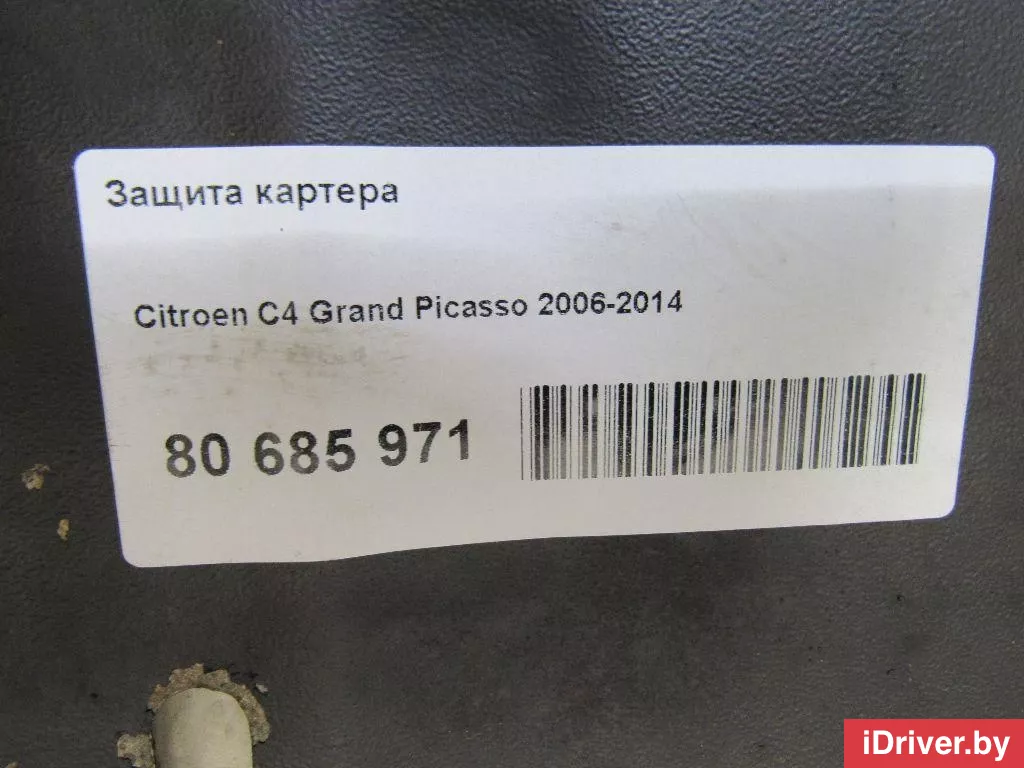 Защита картера
Citroen C4 Grand Picasso 2006-2014
80 685 971
iDriver.by